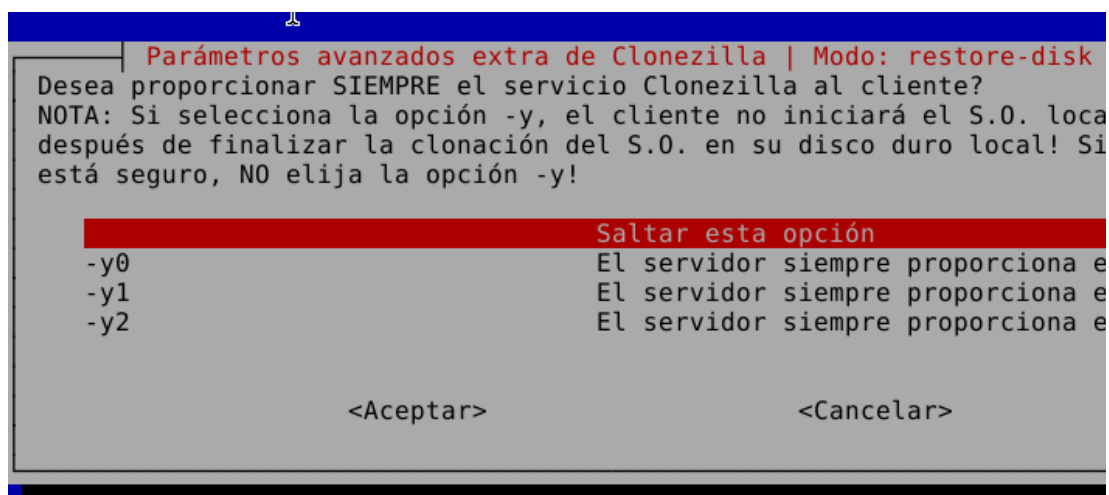 Parámetros avanzados extra de Clonezilla | Modo: restore-disk
Desea proporcionar SIEMPRE el servicio Clonezilla al cliente?
NOTA: Si selecciona la opción -y, el cliente no iniciará el S.O. loca
después de finalizar la clonación del S.O. en su disco duro local! Si
está seguro, NO elija la opción -y!
Saltar esta opción
-y0 El servidor siempre proporciona e
-y1 El servidor siempre proporciona e
-y2 El servidor siempre proporciona e
<Aceptar> <Cancelar>